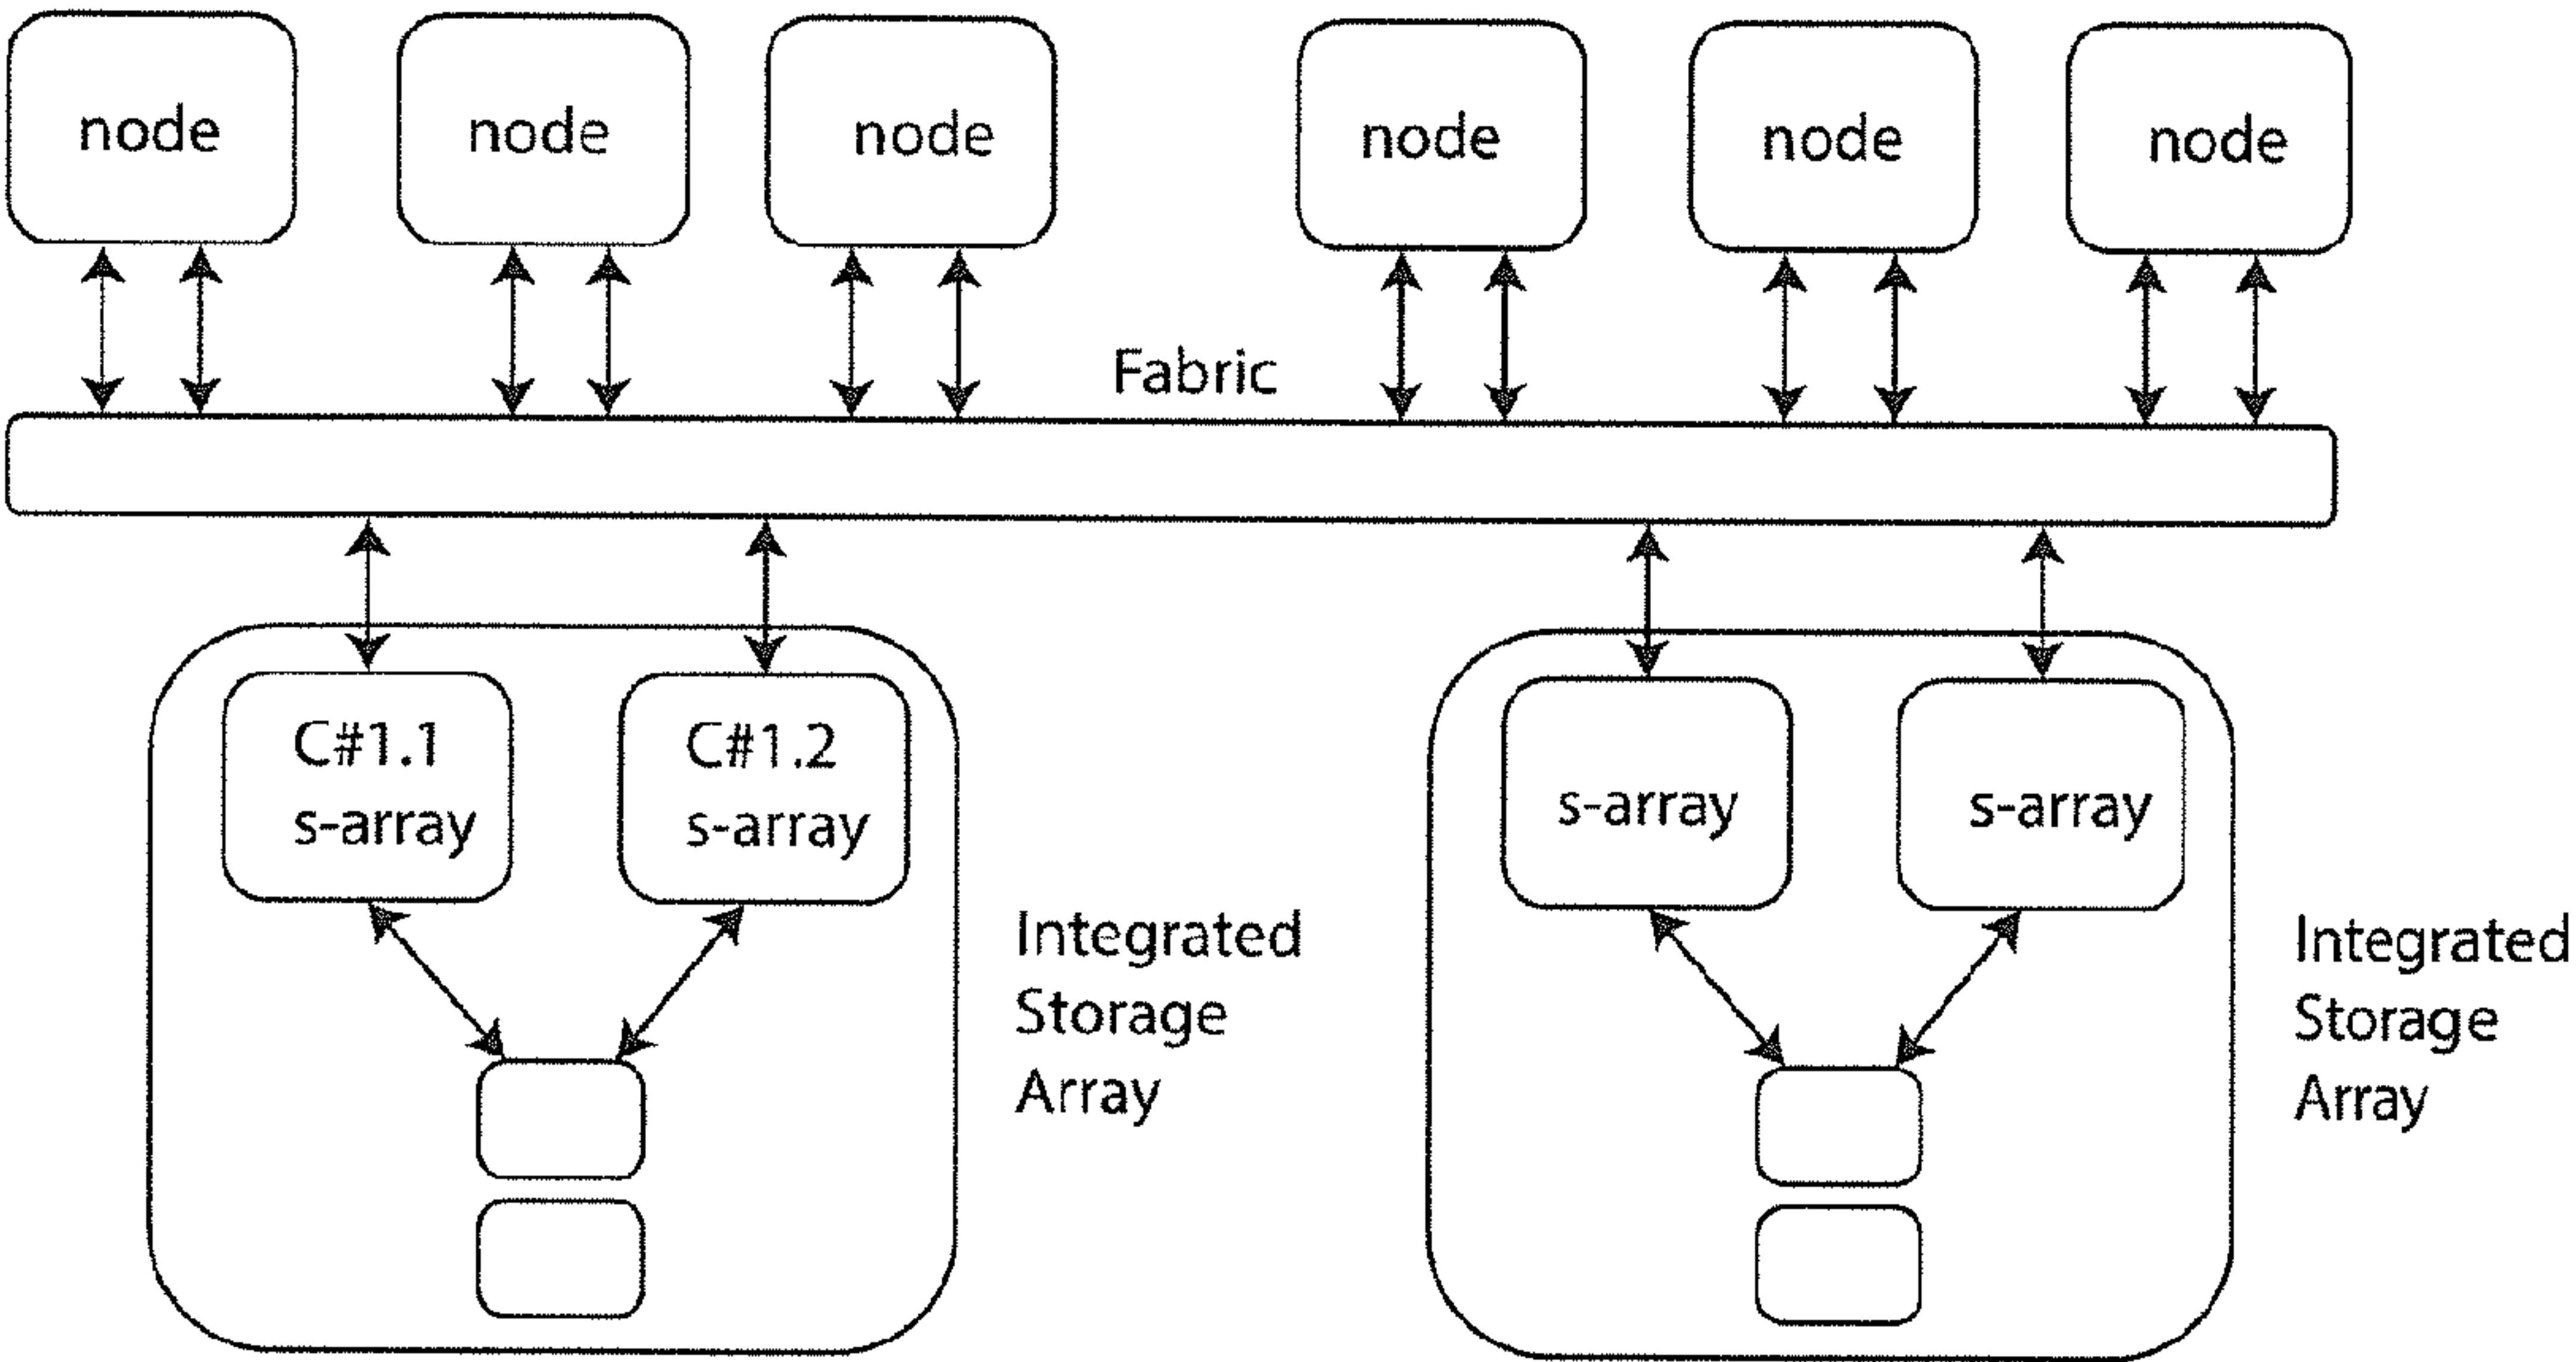 node
node
node
node
node
node
Fabric
C#1.1
s-array
C#1.2
s-array
Integrated
Storage
Array
s-array
s-array
Integrated
Storage
Array